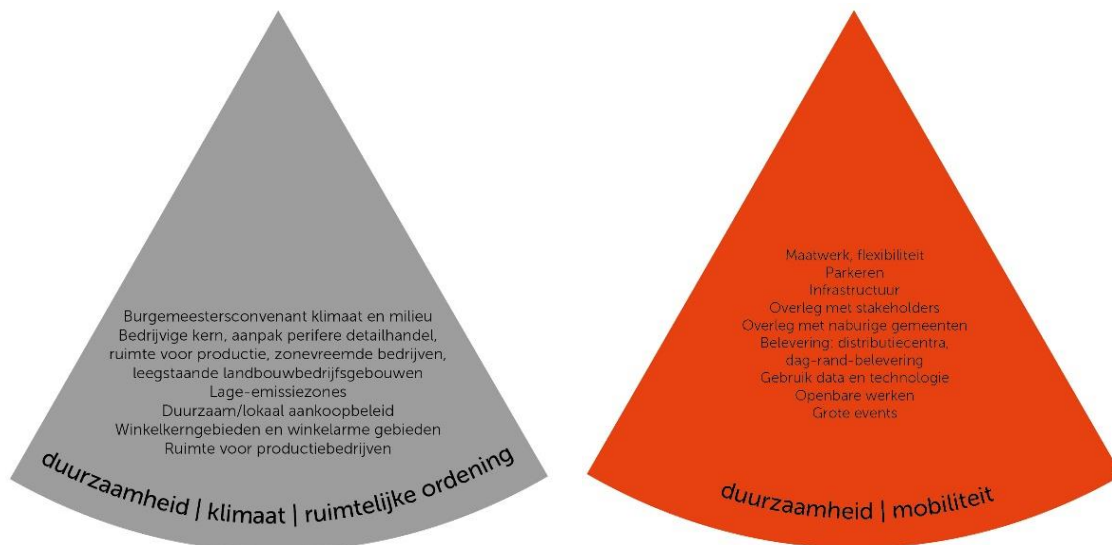 Burgemeestersconvenant klimaat en milieu
Bedrijvige kern, aanpak perifere detailhandel,
ruimte voor productie, zonevreemde bedrijven,
leegstaande landbouwbedrijfsgebouwen
Lage-emissiezones
Duurzaam/lokaal aankoopbeleid
Winkelkerngebieden en winkelarme gebieden
Ruimte voor productiebedrijven
duurzaamheid | klimaat | ruimtelijke ordening
Maatwerk, flexibiliteit
Parkeren
Infrastructuur
Overleg met stakeholders
Overleg met naburige gemeenten
Belevering: distributiecentra,
dag-rand-belevering
Gebruik data en technologie
Openbare werken
Grote events
duurzaamheid | mobiliteit